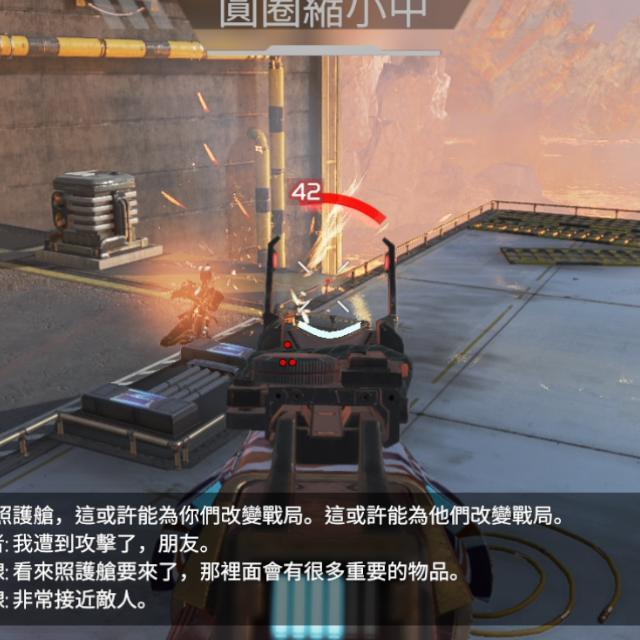 圓圈縮小中
42
照護艙，這或許能為你們改變戰局。這或許能為他們改變戰局。
者: 我遭到攻擊了，朋友。
: 看來照護艙要來了，那裡面會有很多重要的物品。
: 非常接近敵人。